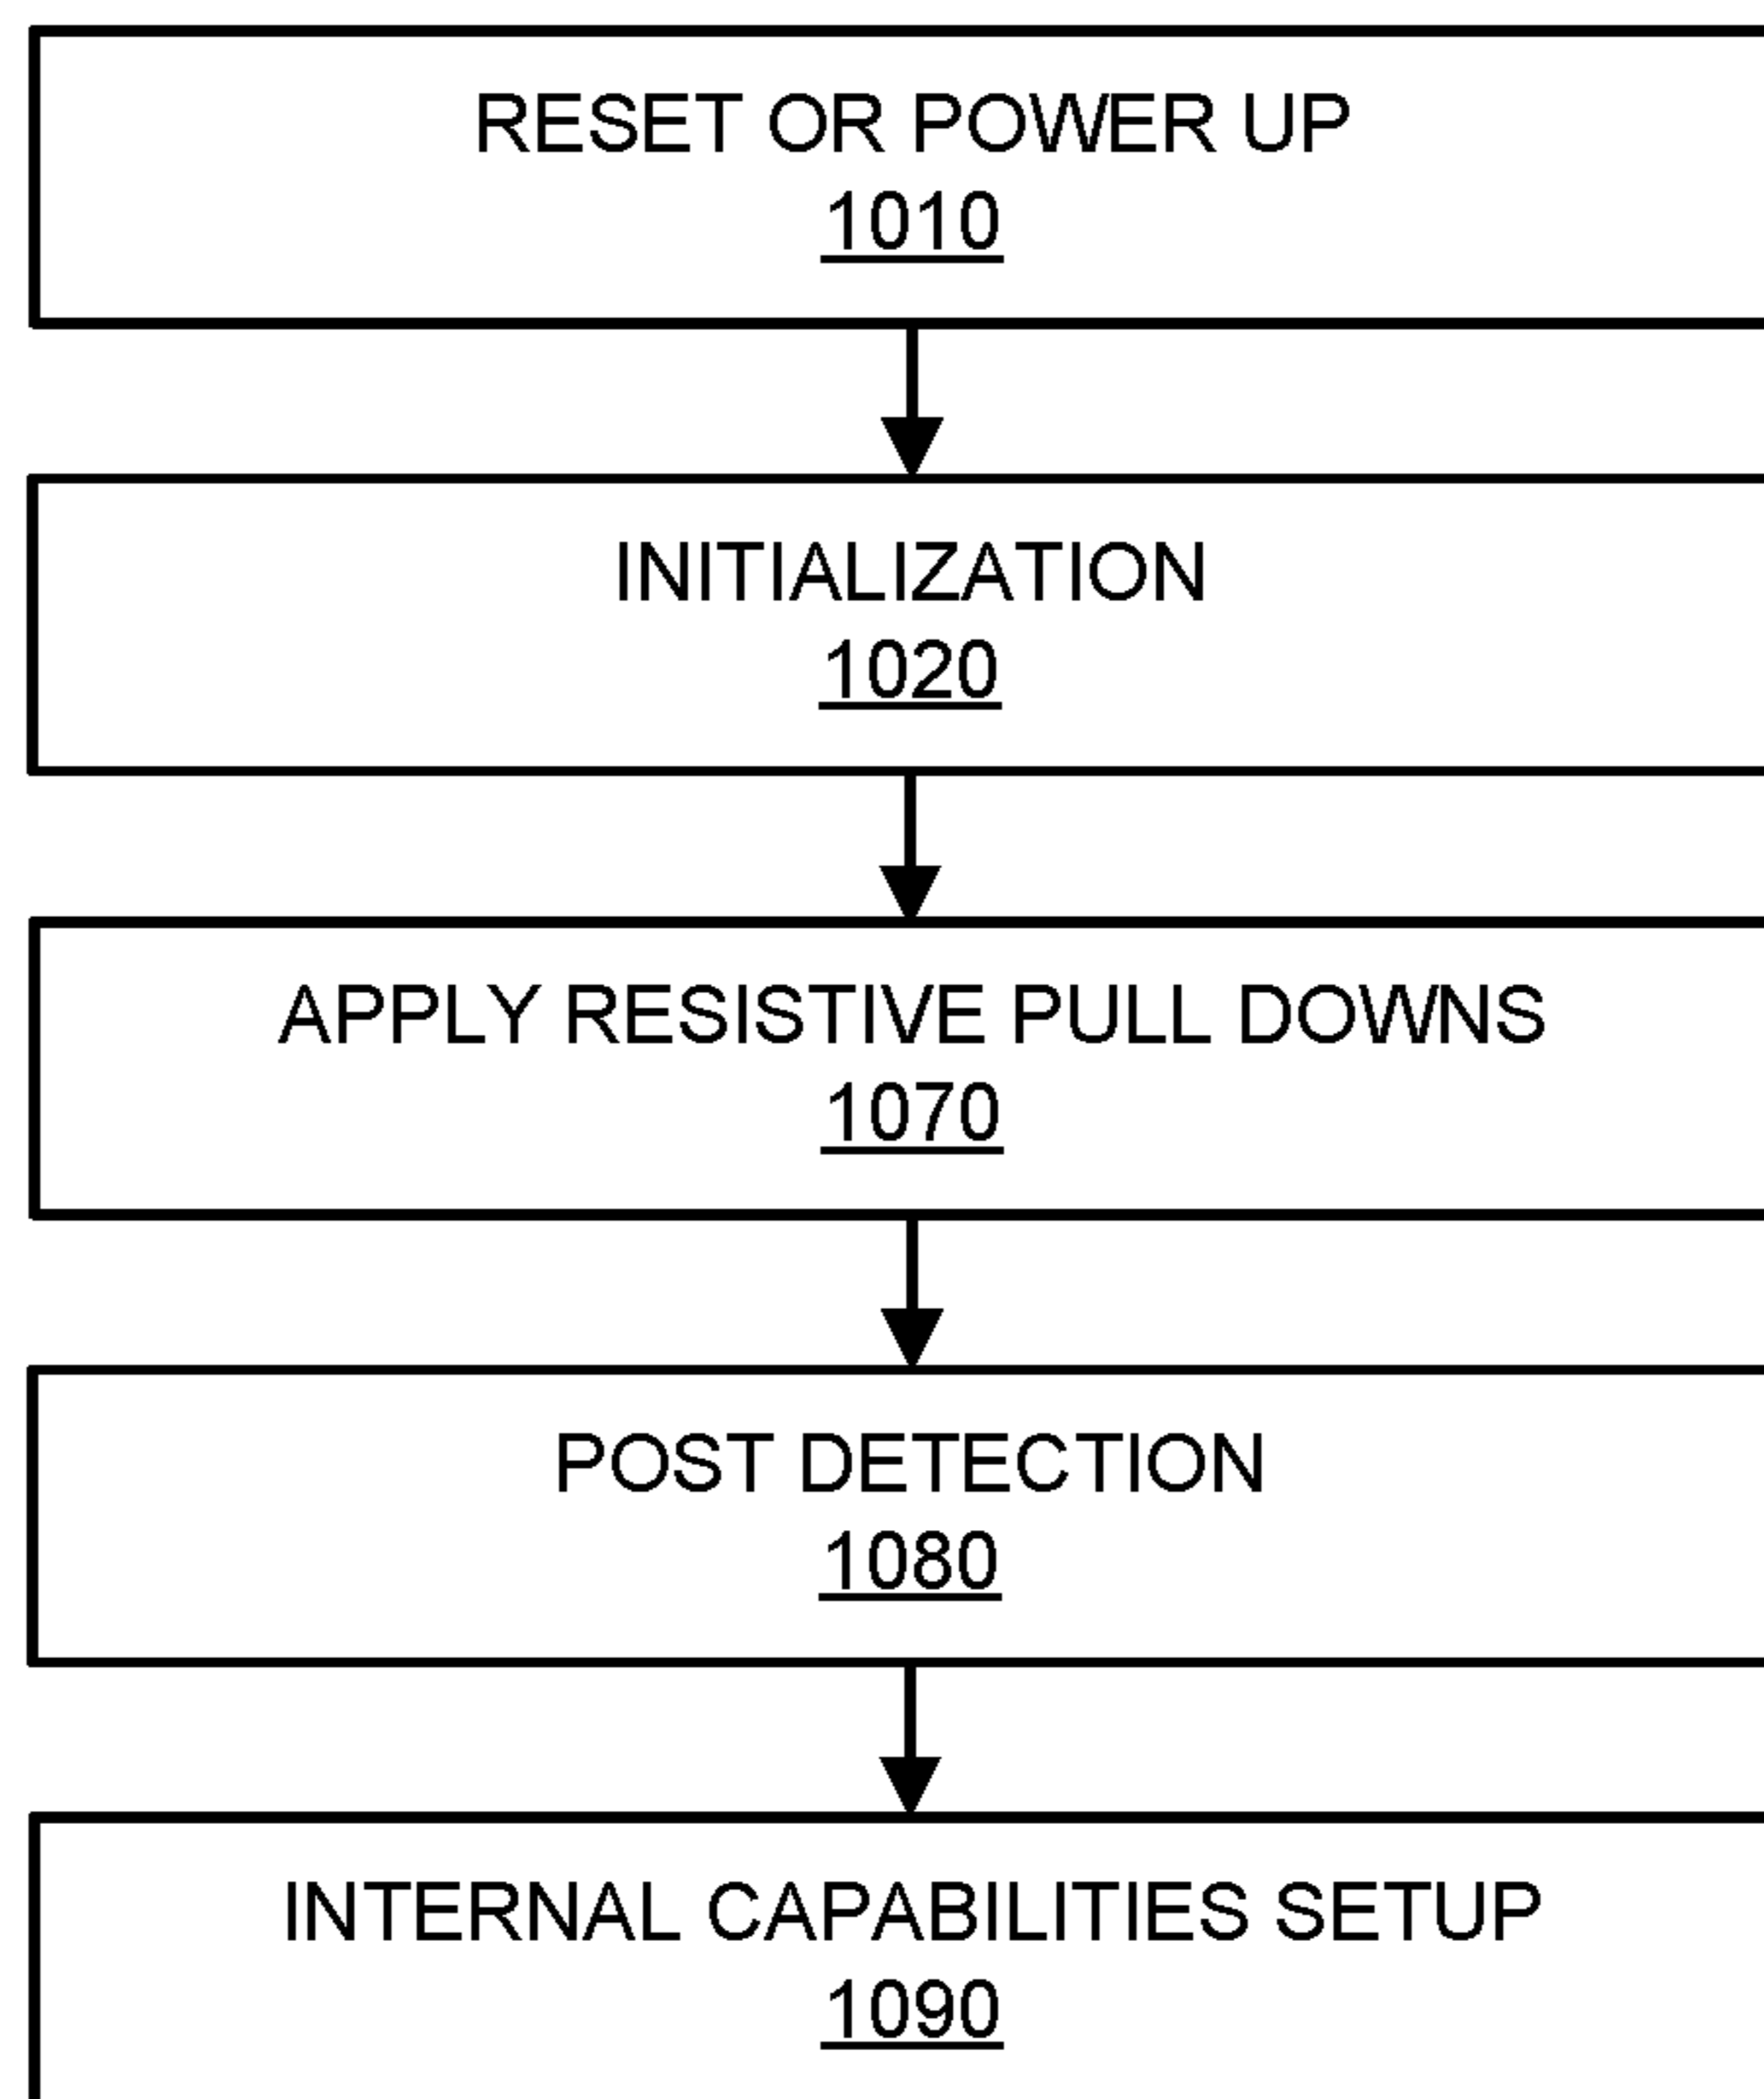 RESET OR POWER UP
1010
INITIALIZATION
1020
APPLY RESISTIVE PULL DOWNS
1070
POST DETECTION
1080
INTERNAL CAPABILITIES SETUP
1090